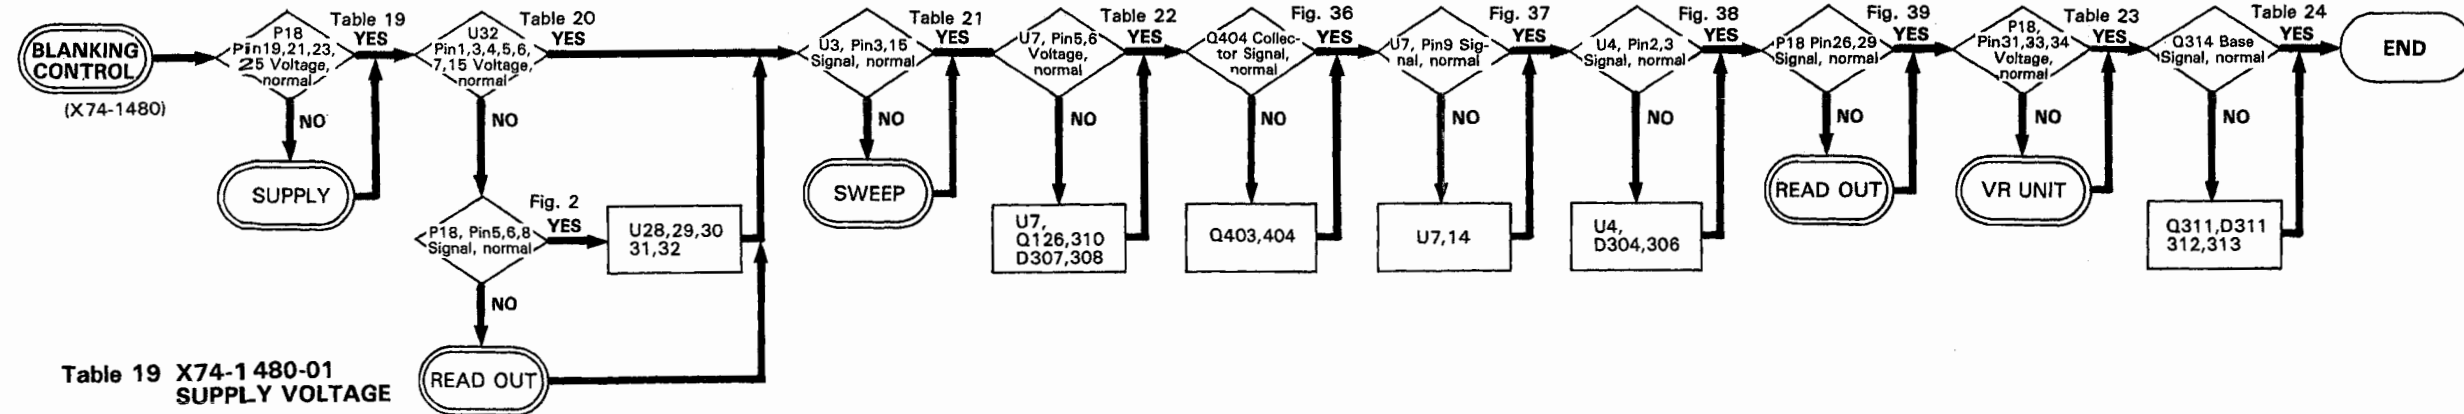 BLANKING
CONTROL
(X74-1480)
P18
Pin19,21,23,
25 Voltage,
normal
Table 19
YES
NO
SUPPLY
U32
Pin1,3,4,5,6,
7,15 Voltage,
normal
Table 20
YES
NO
P18, Pin5,6,8
Signal, normal
Fig. 2
YES
NO
U28,29,30
31,32
READ OUT
U3, Pin3,15
Signal, normal
Table 21
YES
NO
SWEEP
U7, Pin5,6
Voltage,
normal
Table 22
YES
NO
U7,
Q126,310
D307,308
Q404 Collec-
tor Signal,
normal
Fig. 36
YES
NO
Q403,404
U7, Pin9 Sig-
nal, normal
Fig. 37
YES
NO
U7,14
U4, Pin2,3
Signal, normal
Fig. 38
YES
NO
U4,
D304,306
P18 Pin26,29
Signal, normal
Fig. 39
YES
NO
READ OUT
P18,
Pin31,33,34
Voltage,
normal
Table 23
YES
NO
VR UNIT
Q314 Base
Signal, normal
Table 24
YES
NO
Q311,D311
312,313
END
Table 19 X74-1480-01
SUPPLY VOLTAGE